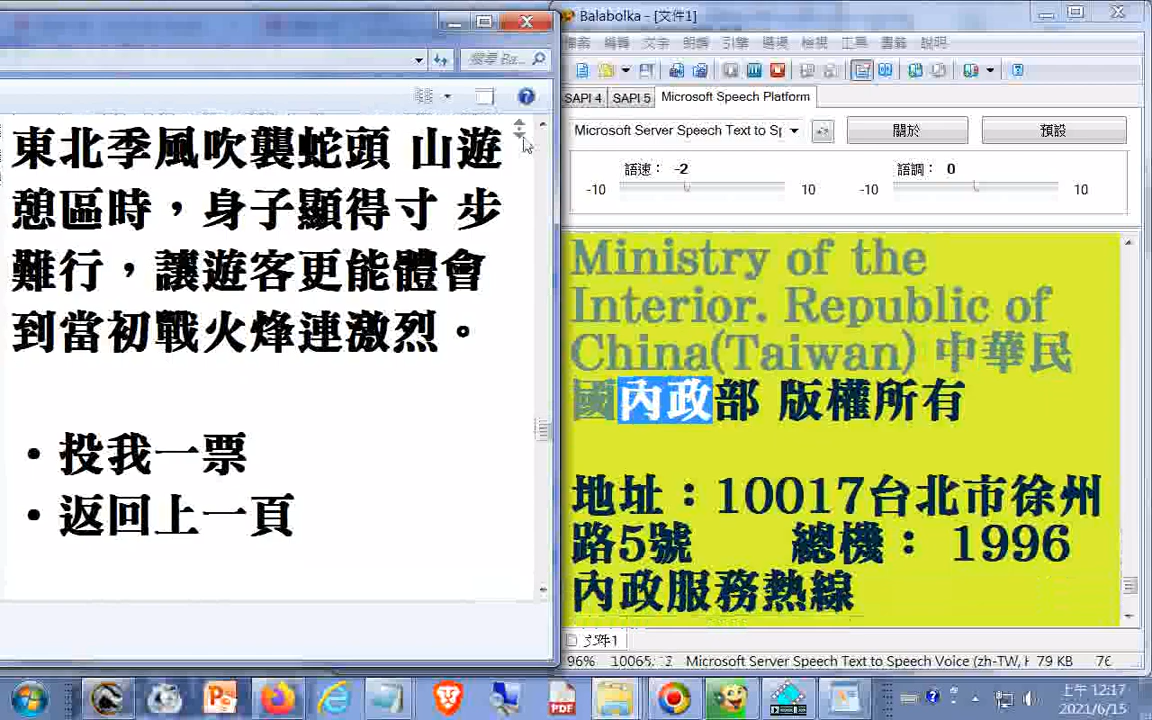 東北季風吹襲蛇頭 山遊
憩區時，身子顯得寸 步
難行，讓遊客更能體會
到當初戰火烽連激烈。
• 投我一票
• 返回上一頁
搜尋 Ba...
Balabolka - [文件1]
檔案 編輯 文字 朗讀 引擎 選項 檢視 工具 書籤 說明
SAPI 4 SAPI 5 Microsoft Speech Platform
Microsoft Server Speech Text to Sp
關於 預設
語速： -2 語調： 0
-10 10 -10 10
Ministry of the
Interior. Republic of
China(Taiwan) 中華民
國內政部 版權所有
地址：10017台北市徐州
路5號 總機： 1996
內政服務熱線
文件1
96% Microsoft Server Speech Text to Speech Voice (zh-TW, 79 KB
PDF
上午 12:17
2021/6/15